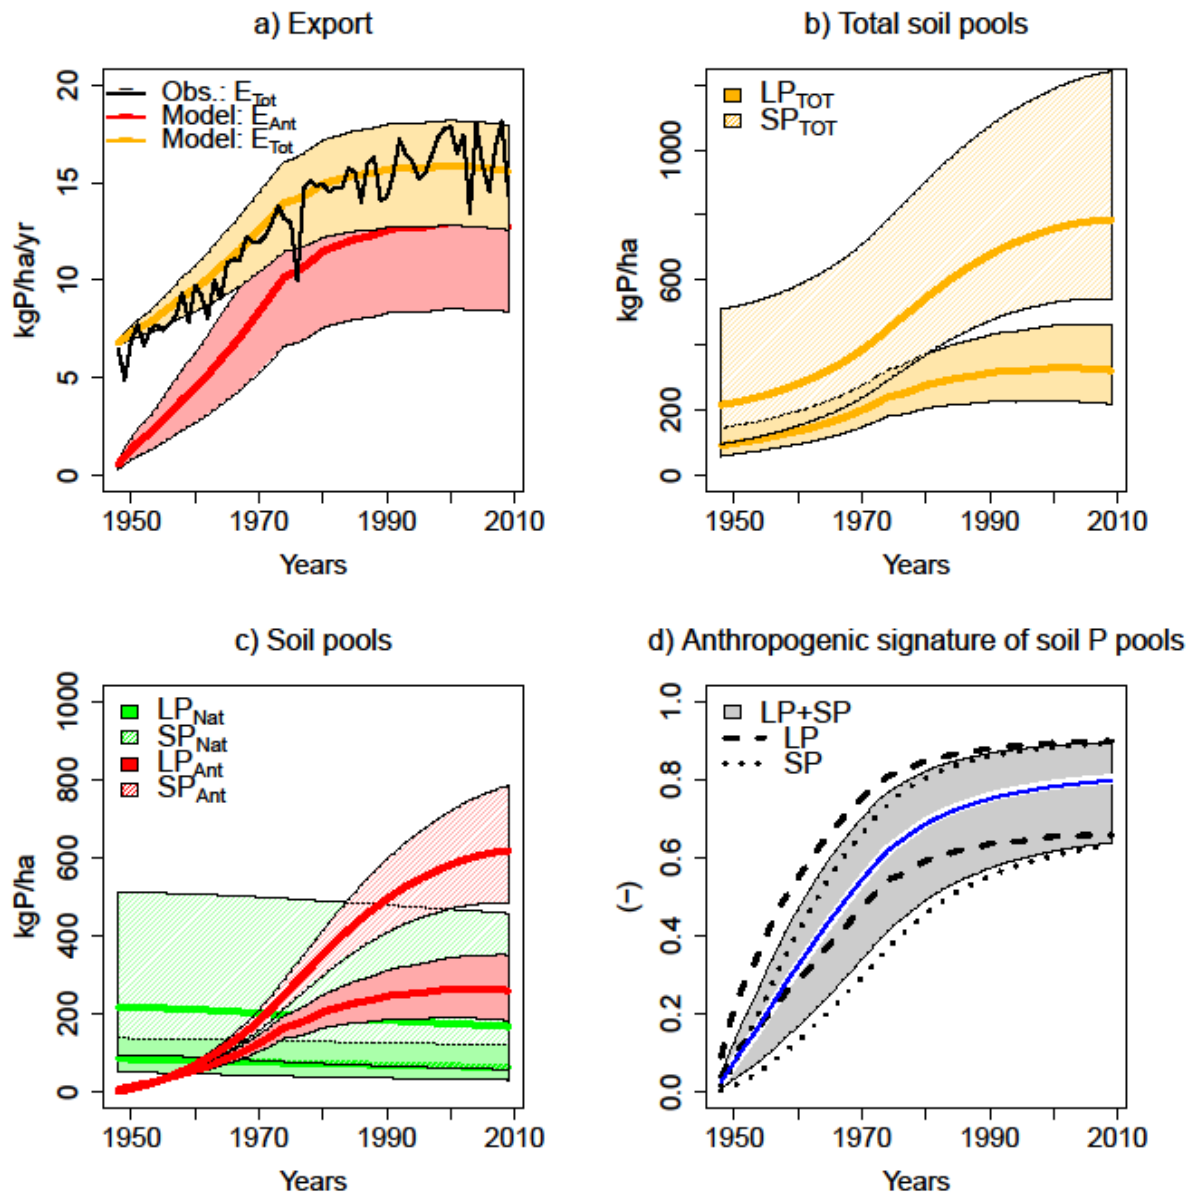 a) Export
20
15
10
5
0
kgP/ha/yr
Obs.: E_Tot
Model: E_Ant
Model: E_Tot
1950 1970 1990 2010
Years
b) Total soil pools
1000
600
200
0
kgP/ha
LP_TOT
SP_TOT
1950 1970 1990 2010
Years
c) Soil pools
1000
800
600
400
200
0
kgP/ha
LP_Nat
SP_Nat
LP_Ant
SP_Ant
1950 1970 1990 2010
Years
d) Anthropogenic signature of soil P pools
1.0
0.8
0.6
0.4
0.2
0.0
(−)
LP+SP
LP
SP
1950 1970 1990 2010
Years